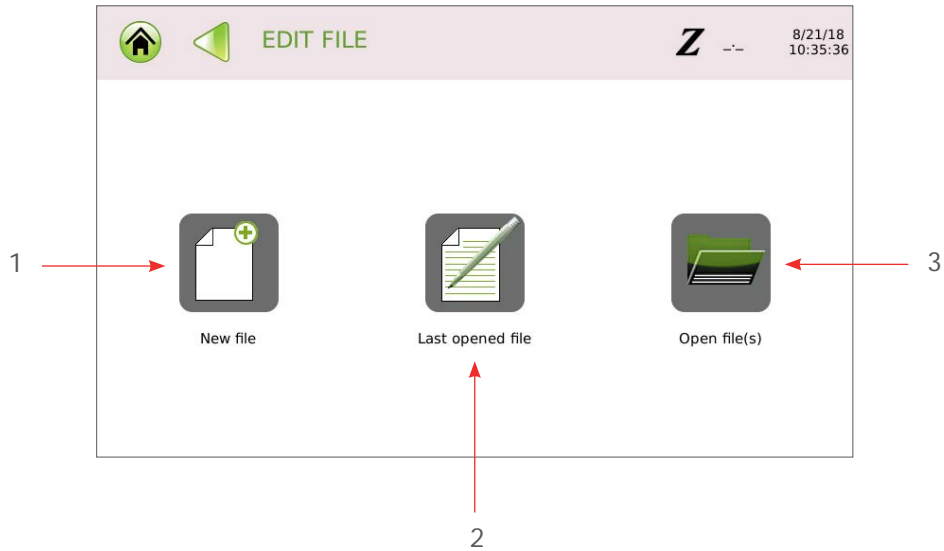 EDIT FILE
Z -.- 8/21/18
10:35:36
1
3
New file
Last opened file
Open file(s)
2